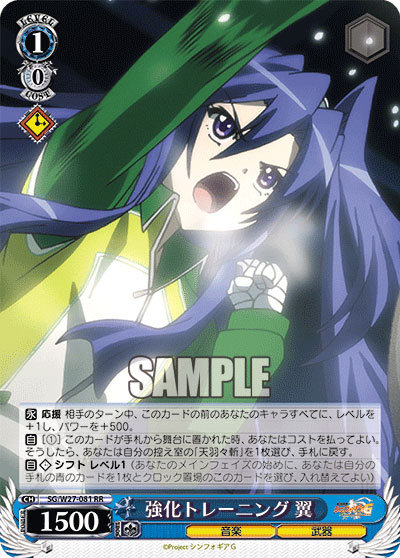 LEVEL
1
0
COST
SAMPLE
永 応援 相手のターン中、このカードの前のあなたのキャラすべてに、レベルを
+1し、パワーを+500。
自 [①] このカードが手札から舞台に置かれた時、あなたはコストを払ってよい。
そうしたら、あなたは自分の控え室の「天羽々斬」を1枚選び、手札に戻す。
自 シフト レベル1 (あなたのメインフェイズの始めに、あなたは自分の手
札の青のカードを1枚とクロック置場のこのカードを選び、入れ替えてよい)
CH SG/W27-081 RR
1500
強化トレーニング 翼
音楽 武器
©Project シンフォギアG